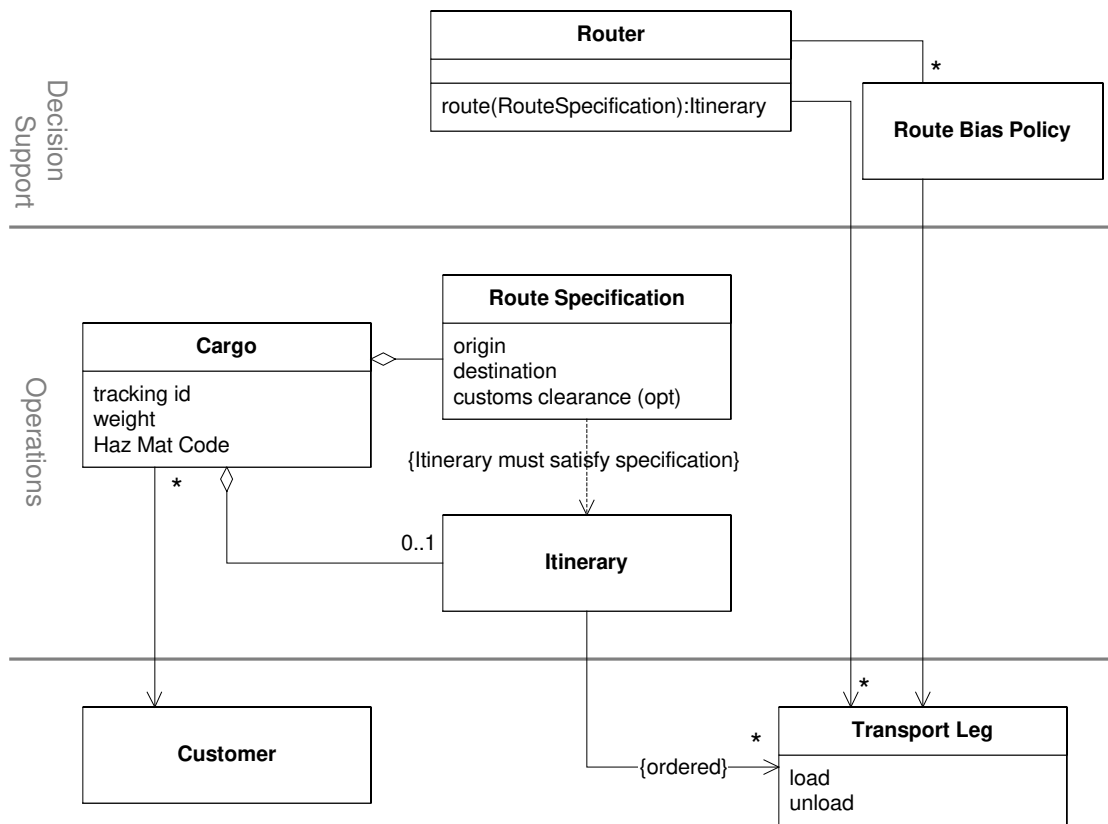 Decision
Support
Router
route(RouteSpecification):Itinerary
*
Route Bias Policy
Operations
Route Specification
origin
destination
customs clearance (opt)
Cargo
tracking id
weight
Haz Mat Code
{Itinerary must satisfy specification}
*
0..1
Itinerary
*
Customer
*
{ordered}
Transport Leg
load
unload